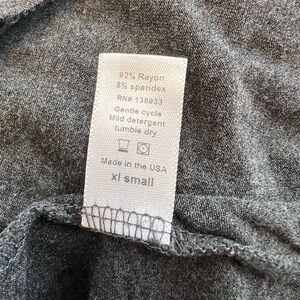 92% Rayon
8% spandex
RN# 138933
Gentle cycle
Mild detergent
tumble dry
Made in the USA
xl small